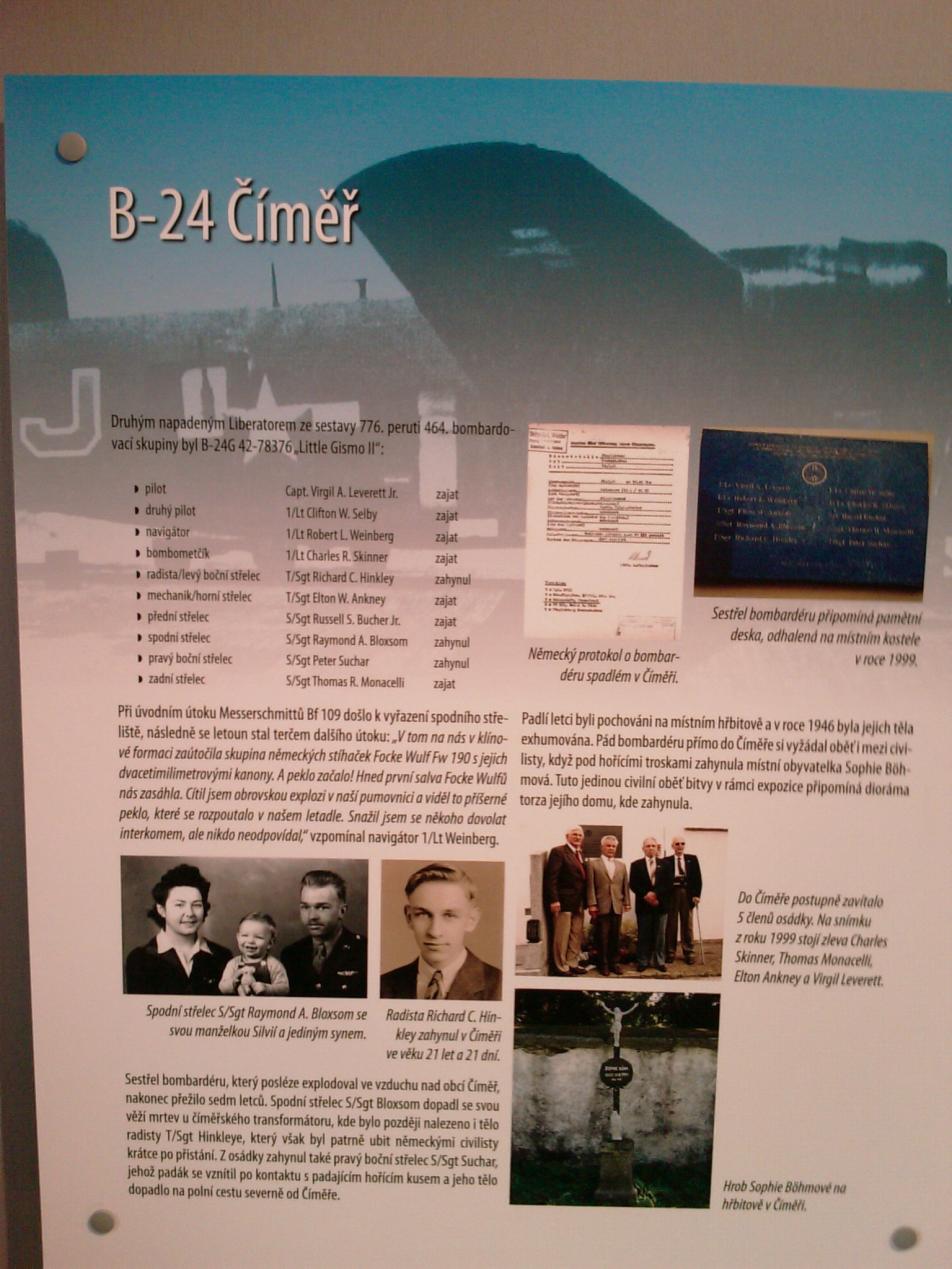 B-24 Číměř
J
Druhým napadeným Liberatorem ze sestavy 776. peruti 464. bombardo-
vací skupiny byl B-24G 42-78376 „Little Gismo II“:
pilot Capt. Virgil A. Leverett Jr. zajat
druhý pilot 1/Lt Clifton W. Selby zajat
navigátor 1/Lt Robert L. Weinberg zajat
bombometčík 1/Lt Charles R. Skinner zajat
radista/levý boční střelec T/Sgt Richard C. Hinkley zahynul
mechanik/horní střelec T/Sgt Elton W. Ankney zajat
přední střelec S/Sgt Russell S. Bucher Jr. zajat
spodní střelec S/Sgt Raymond A. Bloxsom zahynul
pravý boční střelec S/Sgt Peter Suchar zahynul
zadní střelec S/Sgt Thomas R. Monacelli zajat
Německý protokol o bombar-
déru spadlém v Číměři.
Sestřel bombardéru připomíná pamětní
deska, odhalená na místním kostele
v roce 1999.
Při úvodním útoku Messerschmittů Bf 109 došlo k vyřazení spodního stře-
liště, následně se letoun stal terčem dalšího útoku: „V tom na nás v klíno-
vé formaci zaútočila skupina německých stíhaček Focke Wulf Fw 190 s jejich
dvacetimilimetrovými kanony. A peklo začalo! Hned první salva Focke Wulfů
nás zasáhla. Cítil jsem obrovskou explozi v naší pumovnici a viděl to příšerné
peklo, které se rozpoutalo v našem letadle. Snažil jsem se někoho dovolat
interkomem, ale nikdo neodpovídal,“ vzpomínal navigátor 1/Lt Weinberg.
Padlí letci byli pochováni na místním hřbitově a v roce 1946 byla jejich těla
exhumována. Pád bombardéru přímo do Číměře si vyžádal oběť i mezi civi-
listy, když pod hořícími troskami zahynula místní obyvatelka Sophie Böh-
mová. Tuto jedinou civilní oběť bitvy v rámci expozice připomíná dioráma
torza jejího domu, kde zahynula.
Spodní střelec S/Sgt Raymond A. Bloxsom se
svou manželkou Silvií a jediným synem.
Radista Richard C. Hin-
kley zahynul v Číměři
ve věku 21 let a 21 dní.
Do Číměře postupně zavítalo
5 členů osádky. Na snímku
z roku 1999 stojí zleva Charles
Skinner, Thomas Monacelli,
Elton Ankney a Virgil Leverett.
Sestřel bombardéru, který posléze explodoval ve vzduchu nad obcí Číměř,
nakonec přežilo sedm letců. Spodní střelec S/Sgt Bloxsom dopadl se svou
věží mrtev u číměřského transformátoru, kde bylo později nalezeno i tělo
radisty T/Sgt Hinkleye, který však byl patrně ubit německými civilisty
krátce po přistání. Z osádky zahynul také pravý boční střelec S/Sgt Suchar,
jehož padák se vznítil po kontaktu s padajícím hořícím kusem a jeho tělo
dopadlo na polní cestu severně od Číměře.
Hrob Sophie Böhmové na
hřbitově v Číměři.